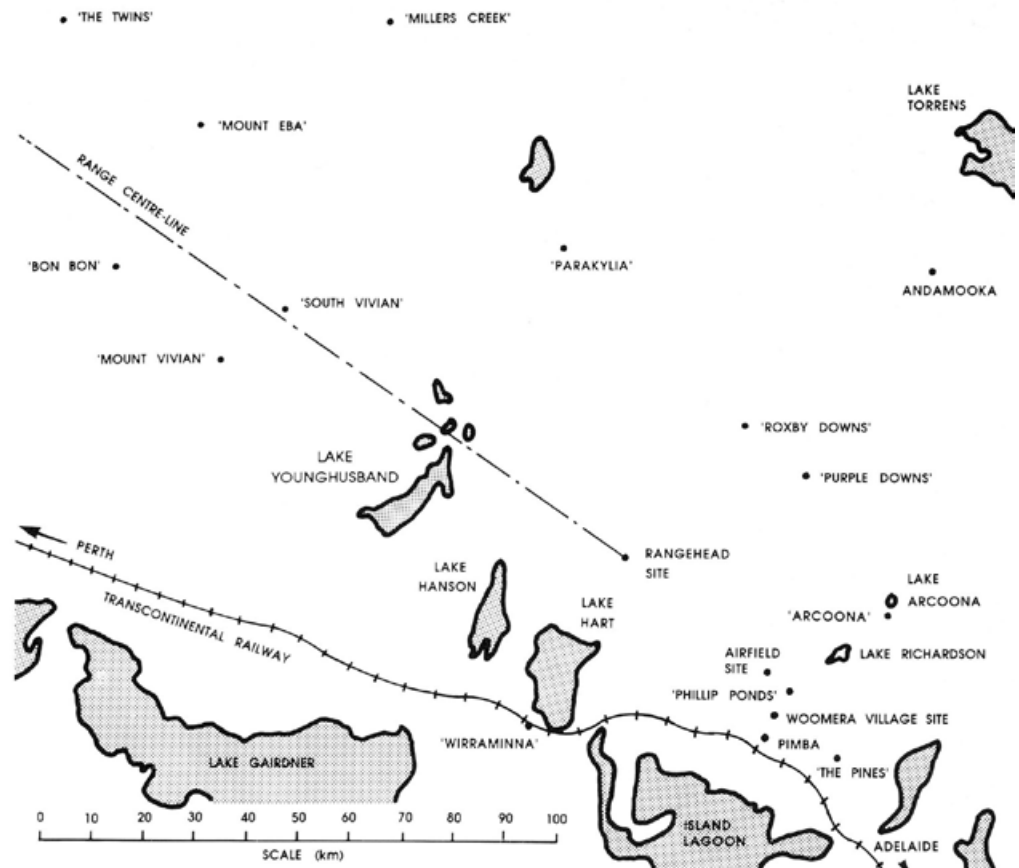 'THE TWINS'
'MILLERS CREEK'
LAKE
TORRENS
'MOUNT EBA'
RANGE CENTRE-LINE
'BON BON'
'PARAKYLIA'
ANDAMOOKA
'SOUTH VIVIAN'
'MOUNT VIVIAN'
'ROXBY DOWNS'
LAKE
YOUNGHUSBAND
'PURPLE DOWNS'
PERTH
TRANSCONTINENTAL RAILWAY
LAKE
HANSON
RANGEHEAD
SITE
LAKE
HART
LAKE
ARCOONA
'ARCOONA'
AIRFIELD
SITE
LAKE RICHARDSON
'PHILLIP PONDS'
WOOMERA VILLAGE SITE
'WIRRAMINNA'
PIMBA
'THE PINES'
LAKE GAIRDNER
ISLAND
LAGOON
ADELAIDE
0 10 20 30 40 50 60 70 80 90 100
SCALE (km)